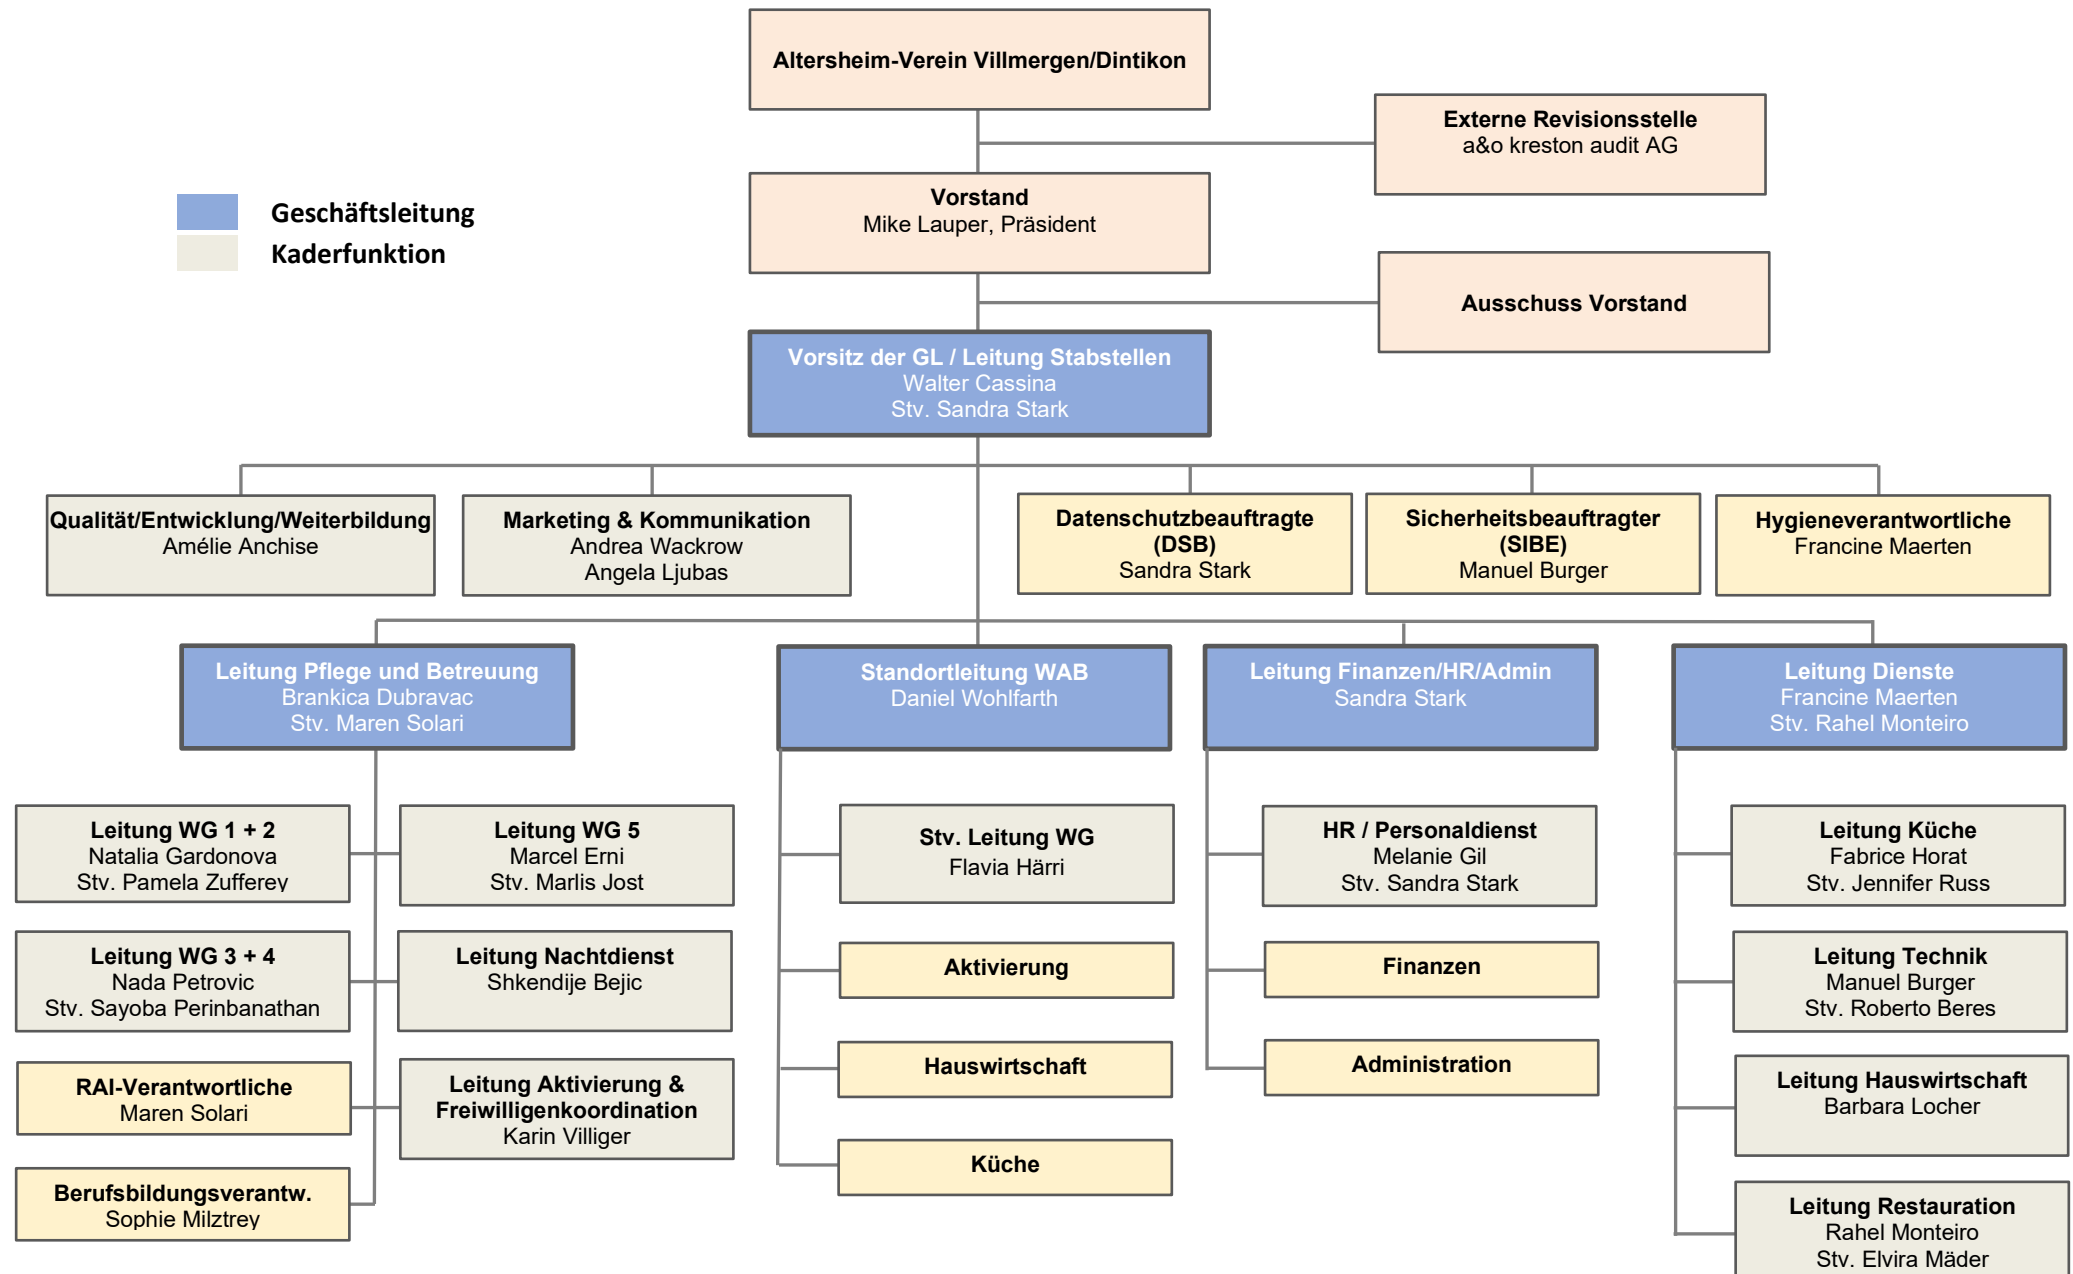 Altersheim-Verein Villmergen/Dintikon
Externe Revisionsstelle
a&o kreston audit AG
Vorstand
Mike Lauper, Präsident
Geschäftsleitung
Kaderfunktion
Ausschuss Vorstand
Vorsitz der GL / Leitung Stabstellen
Walter Cassina
Stv. Sandra Stark
Qualität/Entwicklung/Weiterbildung
Amélie Anchise
Marketing & Kommunikation
Andrea Wackrow
Angela Ljubas
Datenschutzbeauftragte
(DSB)
Sandra Stark
Sicherheitsbeauftragter
(SIBE)
Manuel Burger
Hygieneverantwortliche
Francine Maerten
Leitung Pflege und Betreuung
Brankica Dubravac
Stv. Maren Solari
Standortleitung WAB
Daniel Wohlfarth
Leitung Finanzen/HR/Admin
Sandra Stark
Leitung Dienste
Francine Maerten
Stv. Rahel Monteiro
Leitung WG 1 + 2
Natalia Gardonova
Stv. Pamela Zufferey
Leitung WG 5
Marcel Erni
Stv. Marlis Jost
Leitung WG 3 + 4
Nada Petrovic
Stv. Sayoba Perinbanathan
Leitung Nachtdienst
Shkendije Bejic
RAI-Verantwortliche
Maren Solari
Leitung Aktivierung &
Freiwilligenkoordination
Karin Villiger
Berufsbildungsverantw.
Sophie Milztrey
Stv. Leitung WG
Flavia Härri
Aktivierung
Hauswirtschaft
Küche
HR / Personaldienst
Melanie Gil
Stv. Sandra Stark
Finanzen
Administration
Leitung Küche
Fabrice Horat
Stv. Jennifer Russ
Leitung Technik
Manuel Burger
Stv. Roberto Beres
Leitung Hauswirtschaft
Barbara Locher
Leitung Restauration
Rahel Monteiro
Stv. Elvira Mäder